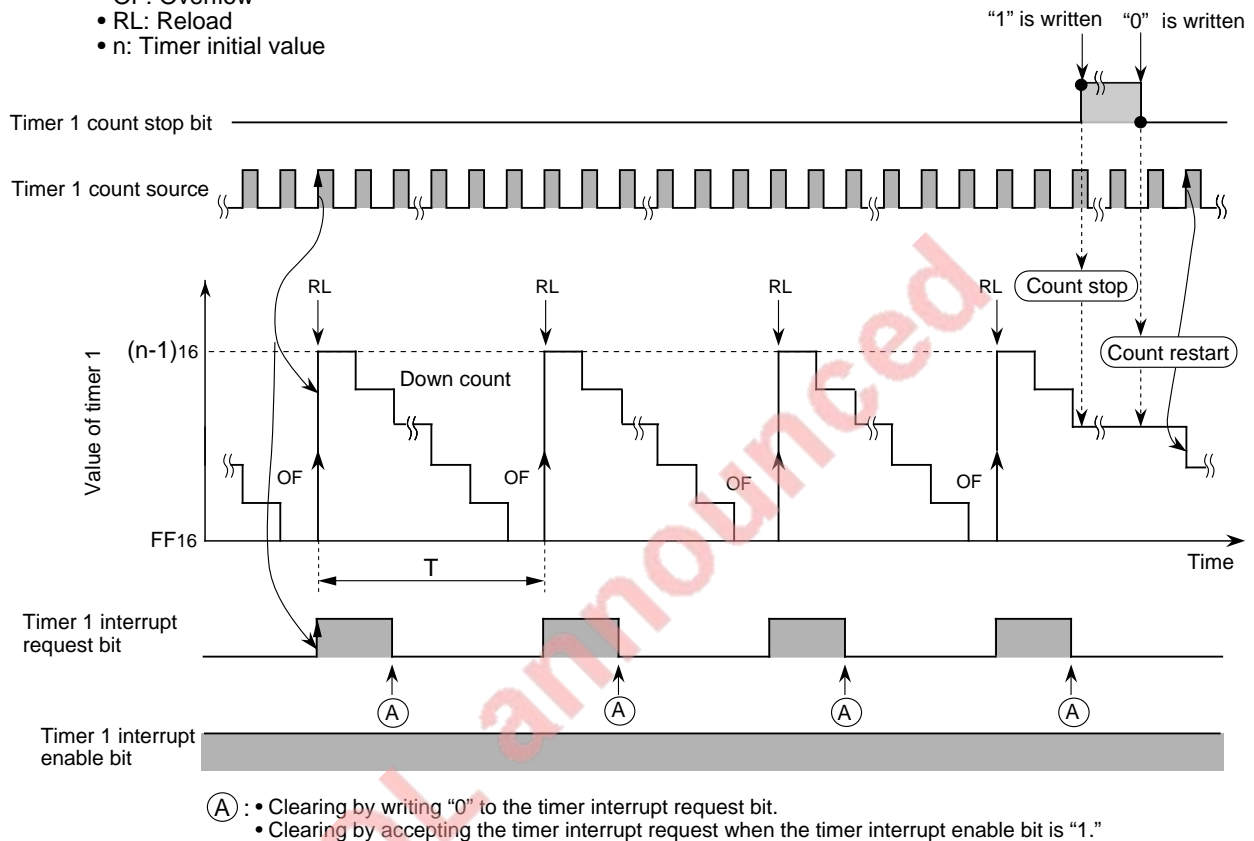 • RL: Reload
• n: Timer initial value
“1” is written “0” is written
Timer 1 count stop bit
Timer 1 count source
RL RL RL RL
Count stop
(n-1)16
Count restart
Down count
Value of timer 1
OF OF OF OF
FF16
Time
T
Timer 1 interrupt
request bit
A A A A
Timer 1 interrupt
enable bit
A : • Clearing by writing “0” to the timer interrupt request bit.
• Clearing by accepting the timer interrupt request when the timer interrupt enable bit is “1.”
L announced